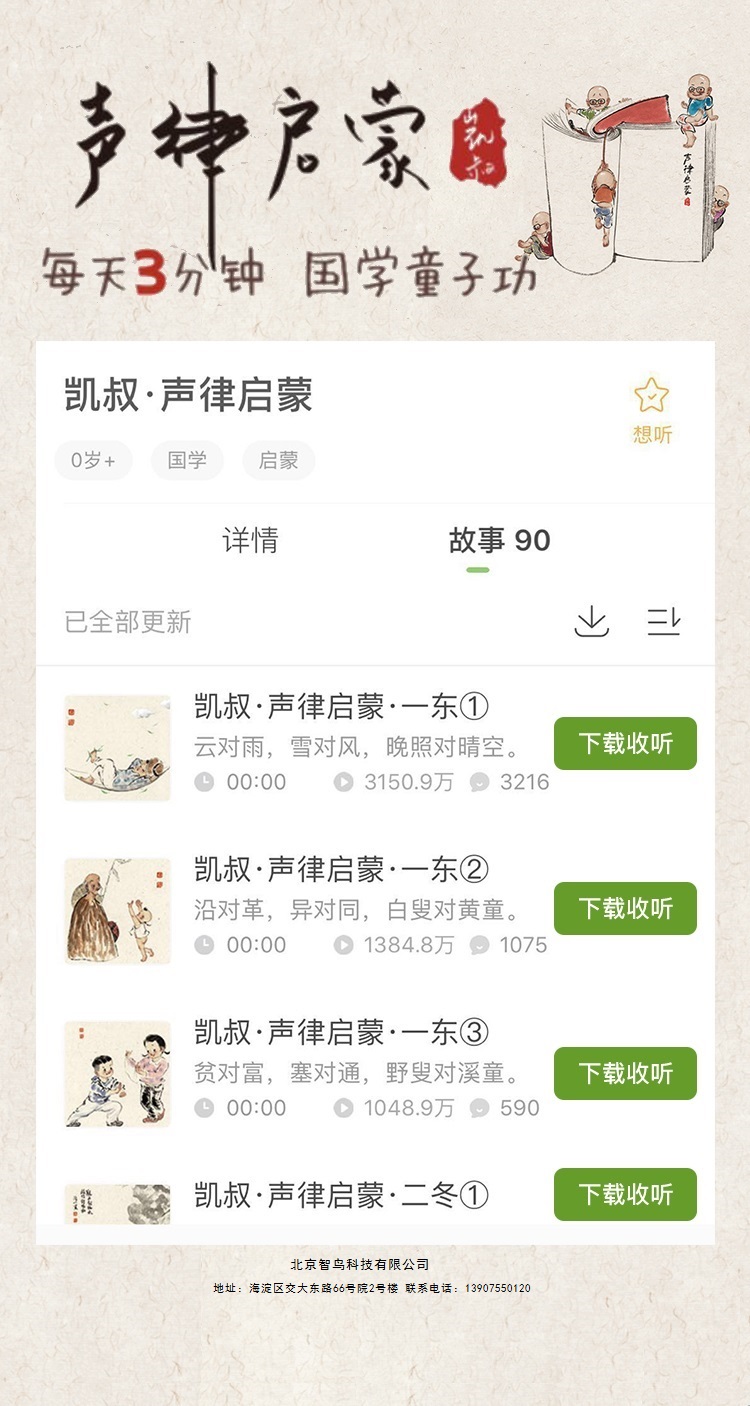 声律启蒙
凯叔
声律启蒙
每天3分钟 国学童子功
凯叔·声律启蒙
想听
0岁+ 国学 启蒙
详情 故事 90
已全部更新
凯叔·声律启蒙·一东①
云对雨，雪对风，晚照对晴空。
00:00 3150.9万 3216
下载收听
凯叔·声律启蒙·一东②
沿对革，异对同，白叟对黄童。
00:00 1384.8万 1075
下载收听
凯叔·声律启蒙·一东③
贫对富，塞对通，野叟对溪童。
00:00 1048.9万 590
下载收听
凯叔·声律启蒙·二冬①
下载收听
北京智鸟科技有限公司
地址：海淀区交大东路66号院2号楼 联系电话：13907550120